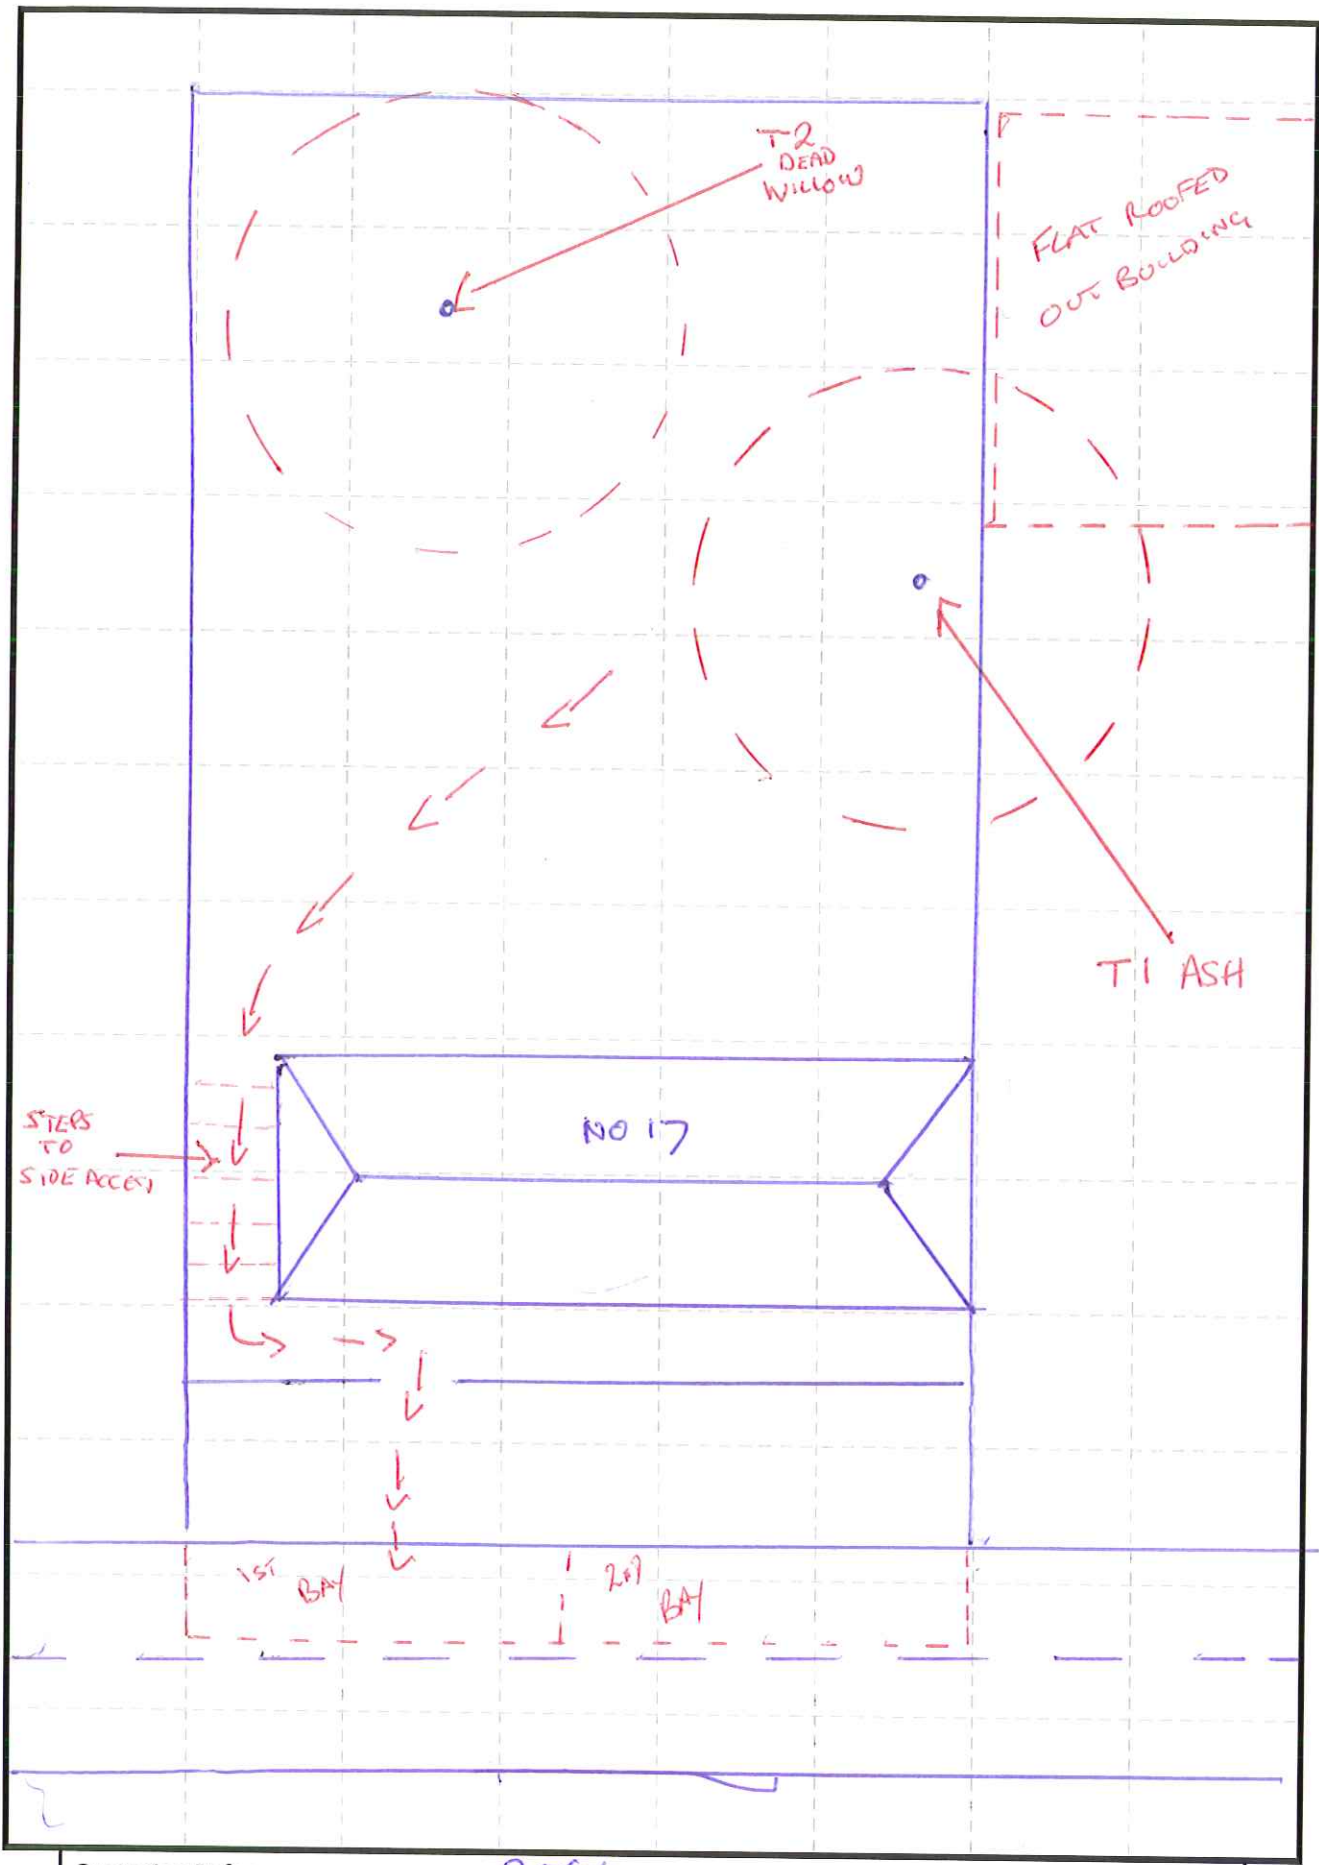 T2
DEAD
WILLOW
FLAT ROOFED
OUT BUILDING
T1 ASH
STEPS
TO
SIDE ACCESS
NO 17
1ST
BAY
2ND
BAY